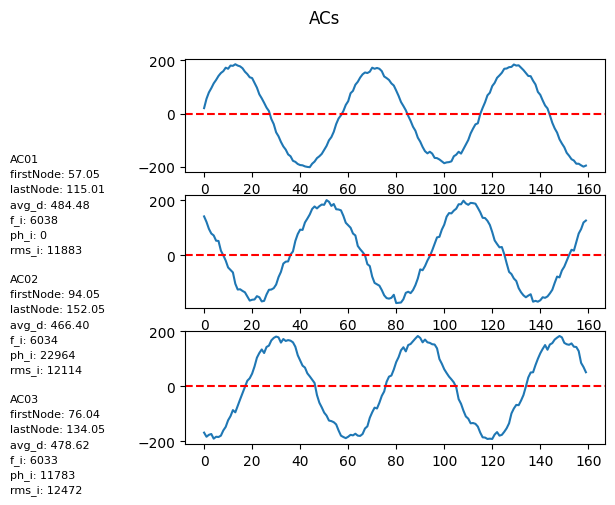 ACs
200
0
−200
0 20 40 60 80 100 120 140 160
200
0
0 20 40 60 80 100 120 140 160
200
0
−200
0 20 40 60 80 100 120 140 160
AC01
firstNode: 57.05
lastNode: 115.01
avg_d: 484.48
f_i: 6038
ph_i: 0
rms_i: 11883
AC02
firstNode: 94.05
lastNode: 152.05
avg_d: 466.40
f_i: 6034
ph_i: 22964
rms_i: 12114
AC03
firstNode: 76.04
lastNode: 134.05
avg_d: 478.62
f_i: 6033
ph_i: 11783
rms_i: 12472